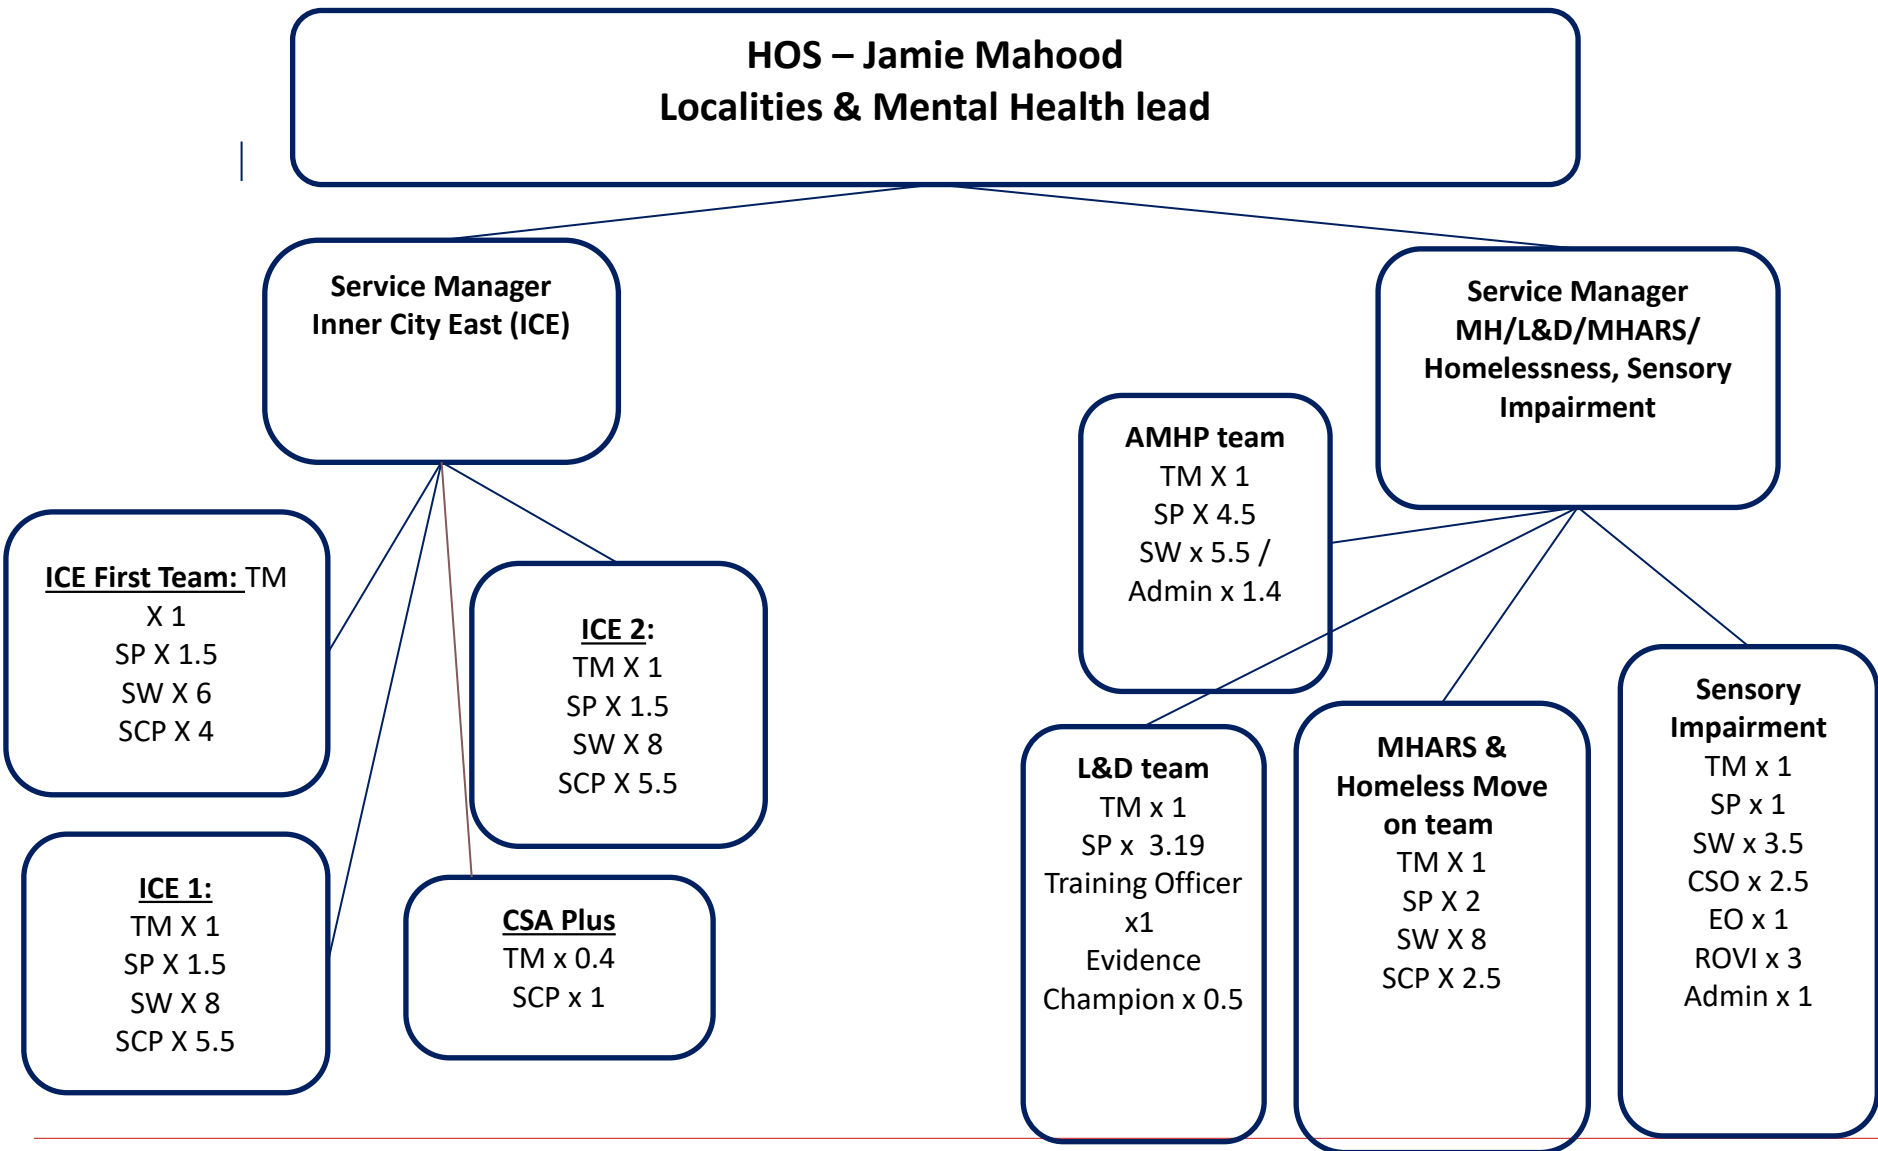 HOS – Jamie Mahood
Localities & Mental Health lead
Service Manager
Inner City East (ICE)
Service Manager
MH/L&D/MHARS/
Homelessness, Sensory
Impairment
AMHP team
TM X 1
SP X 4.5
SW x 5.5 /
Admin x 1.4
ICE First Team: TM
X 1
SP X 1.5
SW X 6
SCP X 4
ICE 2:
TM X 1
SP X 1.5
SW X 8
SCP X 5.5
ICE 1:
TM X 1
SP X 1.5
SW X 8
SCP X 5.5
CSA Plus
TM x 0.4
SCP x 1
L&D team
TM x 1
SP x 3.19
Training Officer
x1
Evidence
Champion x 0.5
MHARS &
Homeless Move
on team
TM X 1
SP X 2
SW X 8
SCP X 2.5
Sensory
Impairment
TM x 1
SP x 1
SW x 3.5
CSO x 2.5
EO x 1
ROVI x 3
Admin x 1